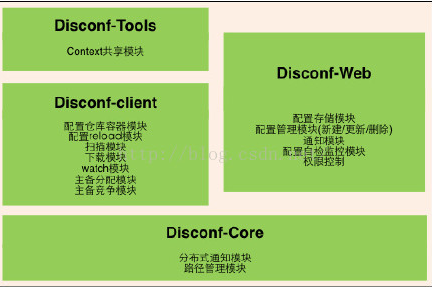 Disconf-Tools
Context共享模块
Disconf-client
配置仓库容器模块
配置reload模块
扫描模块
下载模块
watch模块
主备分配模块
主备竞争模块
Disconf-Web
配置存储模块
配置管理模块(新建/更新/删除)
通知模块
配置自检监控模块
权限控制
Disconf-Core
分布式通知模块
路径管理模块